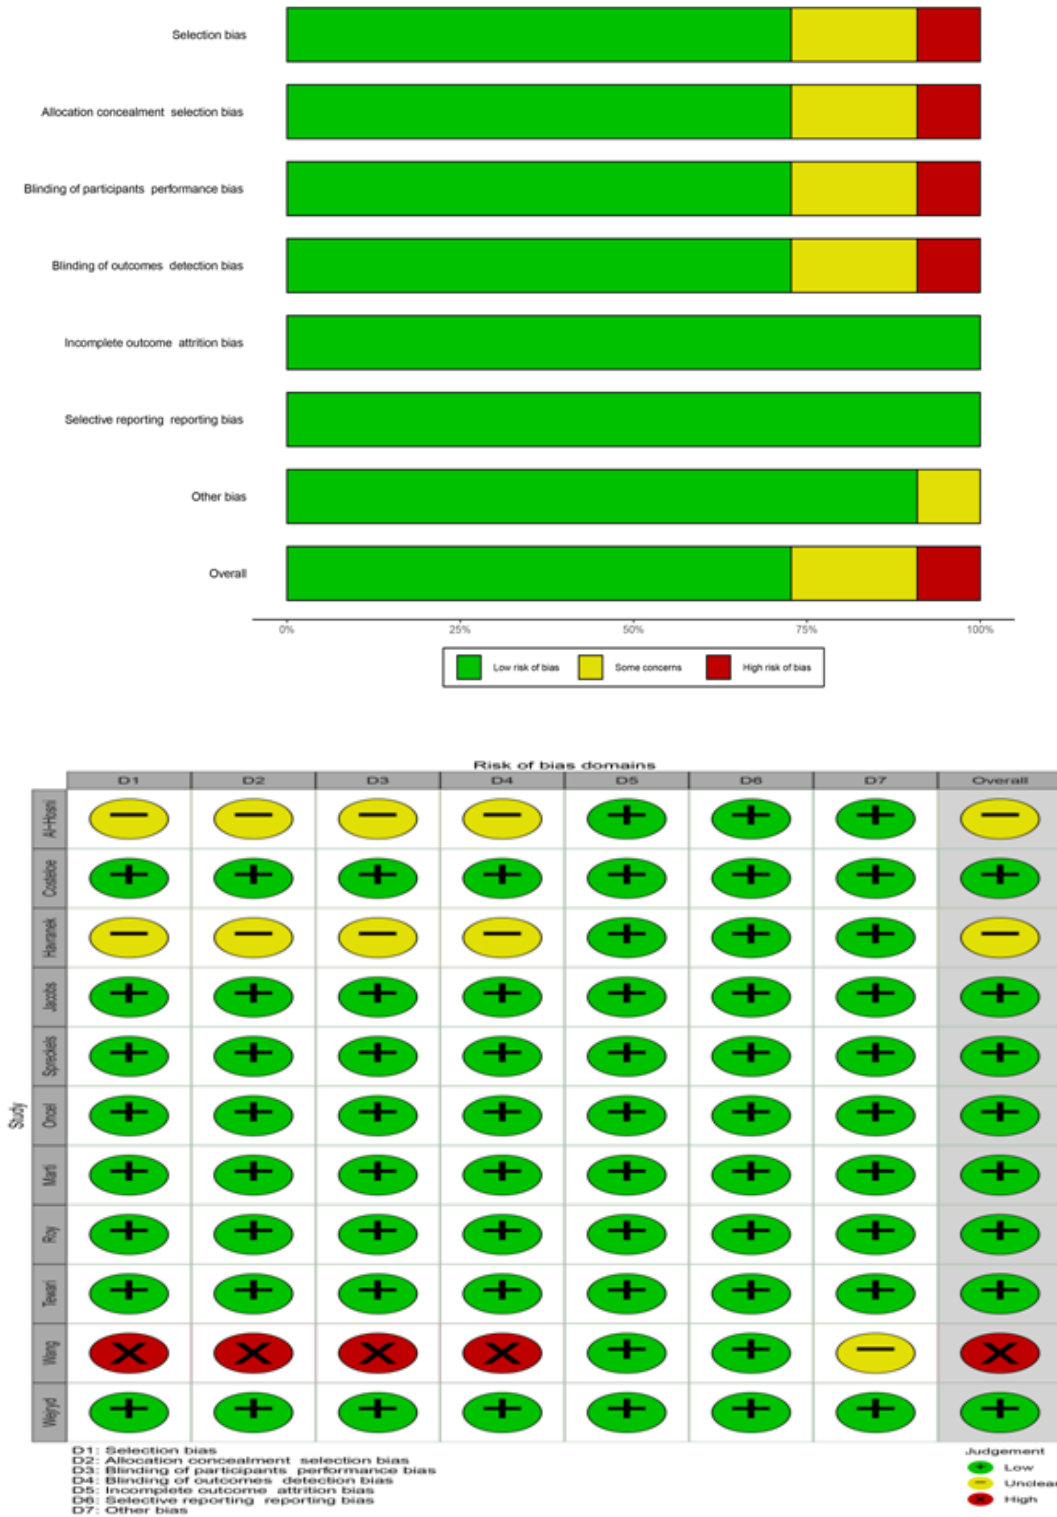 Selection bias
Allocation concealment selection bias
Blinding of participants performance bias
Blinding of outcomes detection bias
Incomplete outcome attrition bias
Selective reporting reporting bias
Other bias
Overall
0% 25% 50% 75% 100%
Low risk of bias Some concerns High risk of bias
Risk of bias domains
D1 D2 D3 D4 D5 D6 D7 Overall
Study
Al-Hosni
Costeloe
Havranek
Jacobs
Spreckels
Oncel
Marti
Roy
Tewari
Wang
Wejryd
D1: Selection bias
D2: Allocation concealment selection bias
D3: Blinding of participants performance bias
D4: Blinding of outcomes detection bias
D5: Incomplete outcome attrition bias
D6: Selective reporting reporting bias
D7: Other bias
Judgement
Low
Unclear
High